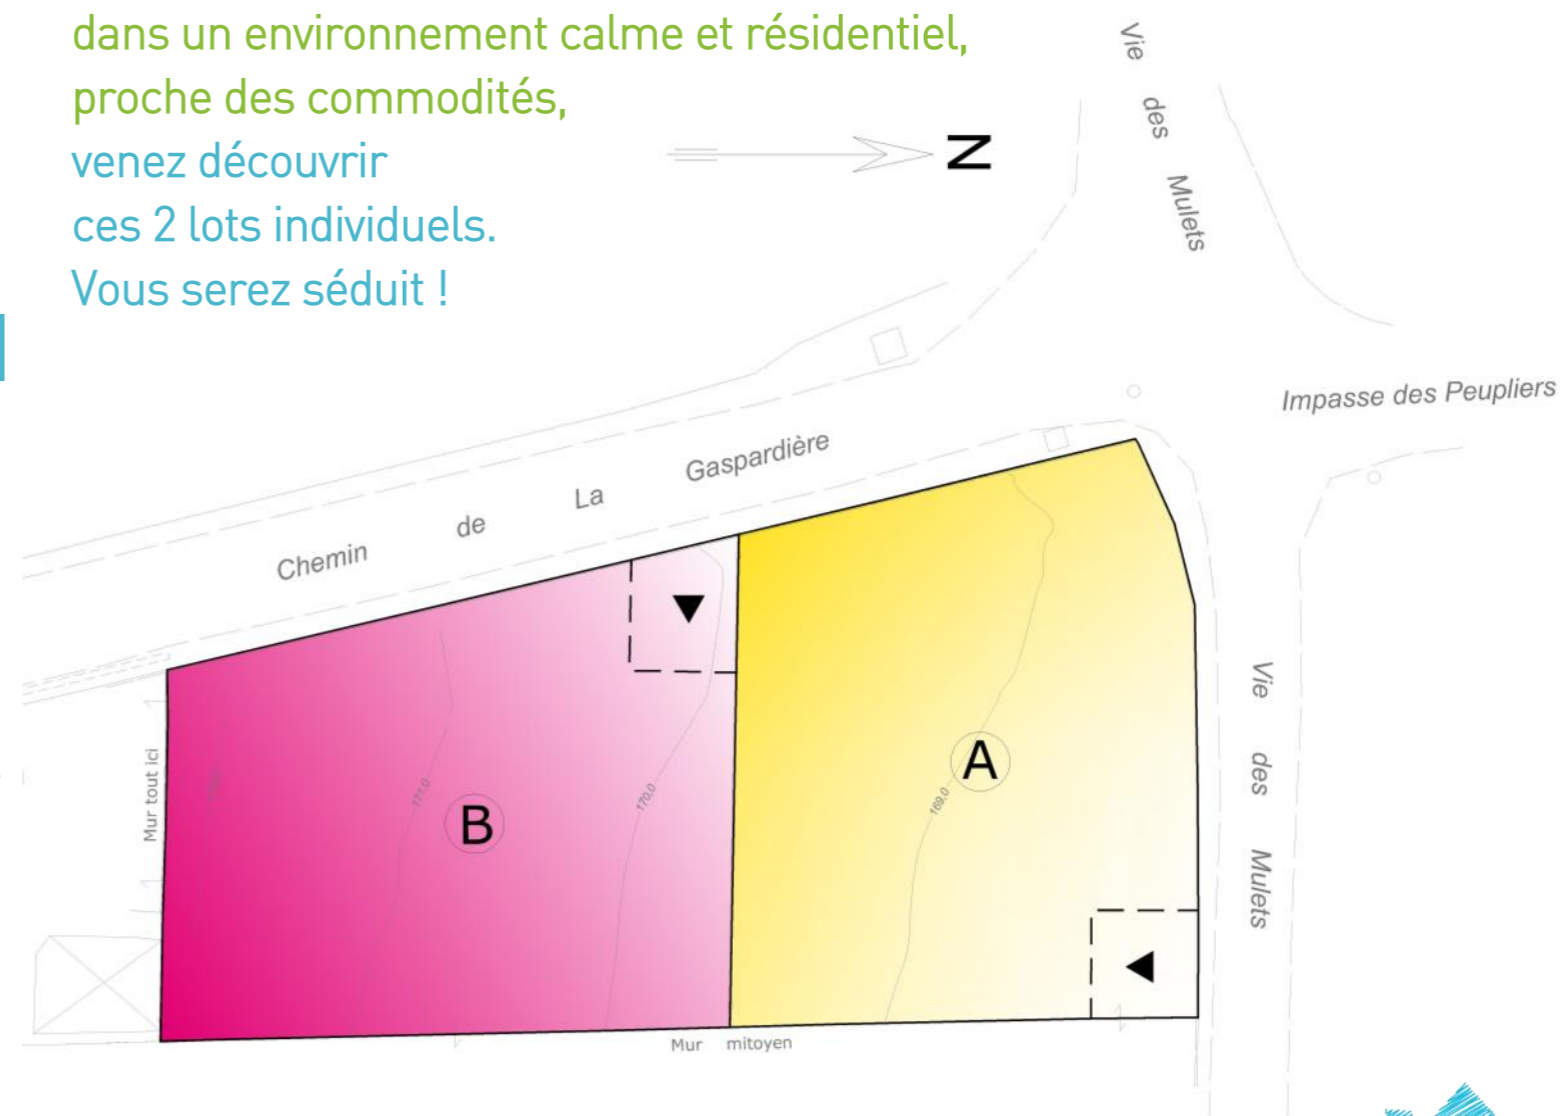 dans un environnement calme et résidentiel,
proche des commodités,
venez découvrir
ces 2 lots individuels.
Vous serez séduit !
N
Vie des Mulets
Impasse des Peupliers
Chemin de La Gaspardière
Vie des Mulets
Mur tout ici
171.0
170.0
169.0
A
B
Mur mitoyen